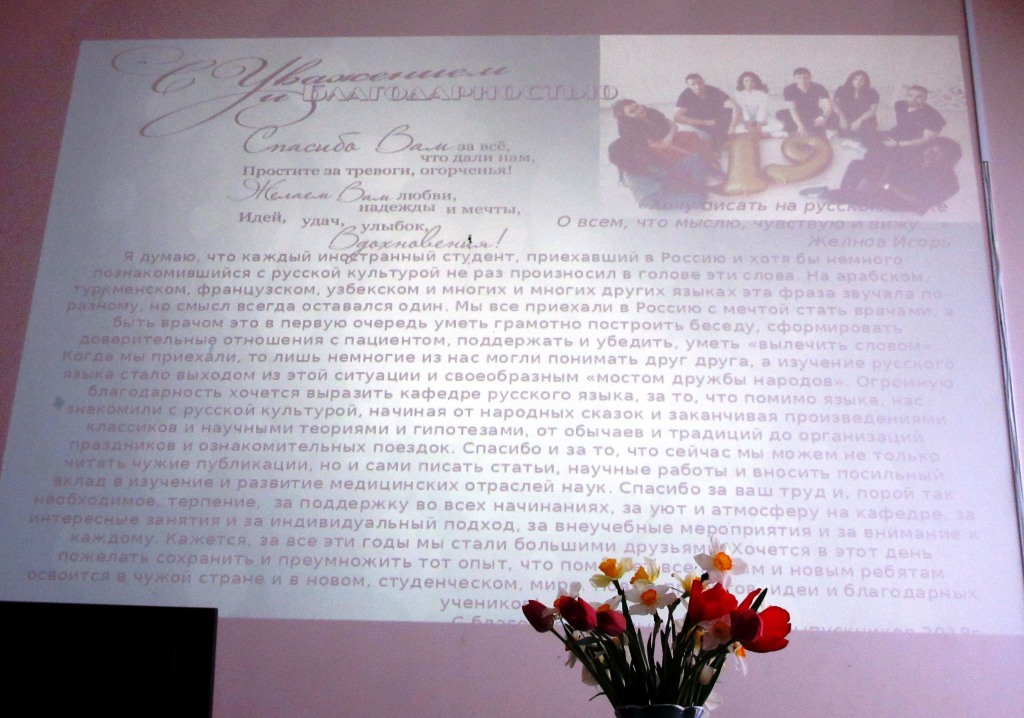 С Уважением
и БЛАГОДАРНОСТЬЮ
19
Спасибо Вам за всё,
что дали нам,
Простите за тревоги, огорченья!
Желаем Вам любви,
надежды и мечты,
Идей, удач, улыбок,
Вдохновения!
писать на русском
О всем, что мыслю, чувствую и вижу
Желнов Игорь
Я думаю, что каждый иностранный студент, приехавший в Россию и хотя бы немного
познакомившийся с русской культурой не раз произносил в голове эти слова. На арабском,
туркменском, французском, узбекском и многих и многих других языках эта фраза звучала по-
разному, но смысл всегда оставался один. Мы все приехали в Россию с мечтой стать врачами, а
быть врачом это в первую очередь уметь грамотно построить беседу, сформировать
доверительные отношения с пациентом, поддержать и убедить, уметь «вылечить словом».
Когда мы приехали, то лишь немногие из нас могли понимать друг друга, а изучение русского
языка стало выходом из этой ситуации и своеобразным «мостом дружбы народов». Огромную
благодарность хочется выразить кафедре русского языка, за то, что помимо языка, нас
знакомили с русской культурой, начиная от народных сказок и заканчивая произведениями
классиков и научными теориями и гипотезами, от обычаев и традиций до организаций
праздников и ознакомительных поездок. Спасибо и за то, что сейчас мы можем не только
читать чужие публикации, но и сами писать статьи, научные работы и вносить посильный
вклад в изучение и развитие медицинских отраслей наук. Спасибо за ваш труд и, порой так
необходимое, терпение, за поддержку во всех начинаниях, за уют и атмосферу на кафедре, за
интересные занятия и за индивидуальный подход, за внеучебные мероприятия и за внимание к
каждому. Кажется, за все эти годы мы стали большими друзьями. Хочется в этот день
пожелать сохранить и преумножить тот опыт, что и новым ребятам
освоится в чужой стране и в новом, студенческом, идеи и благодарных
учеников
выпускников